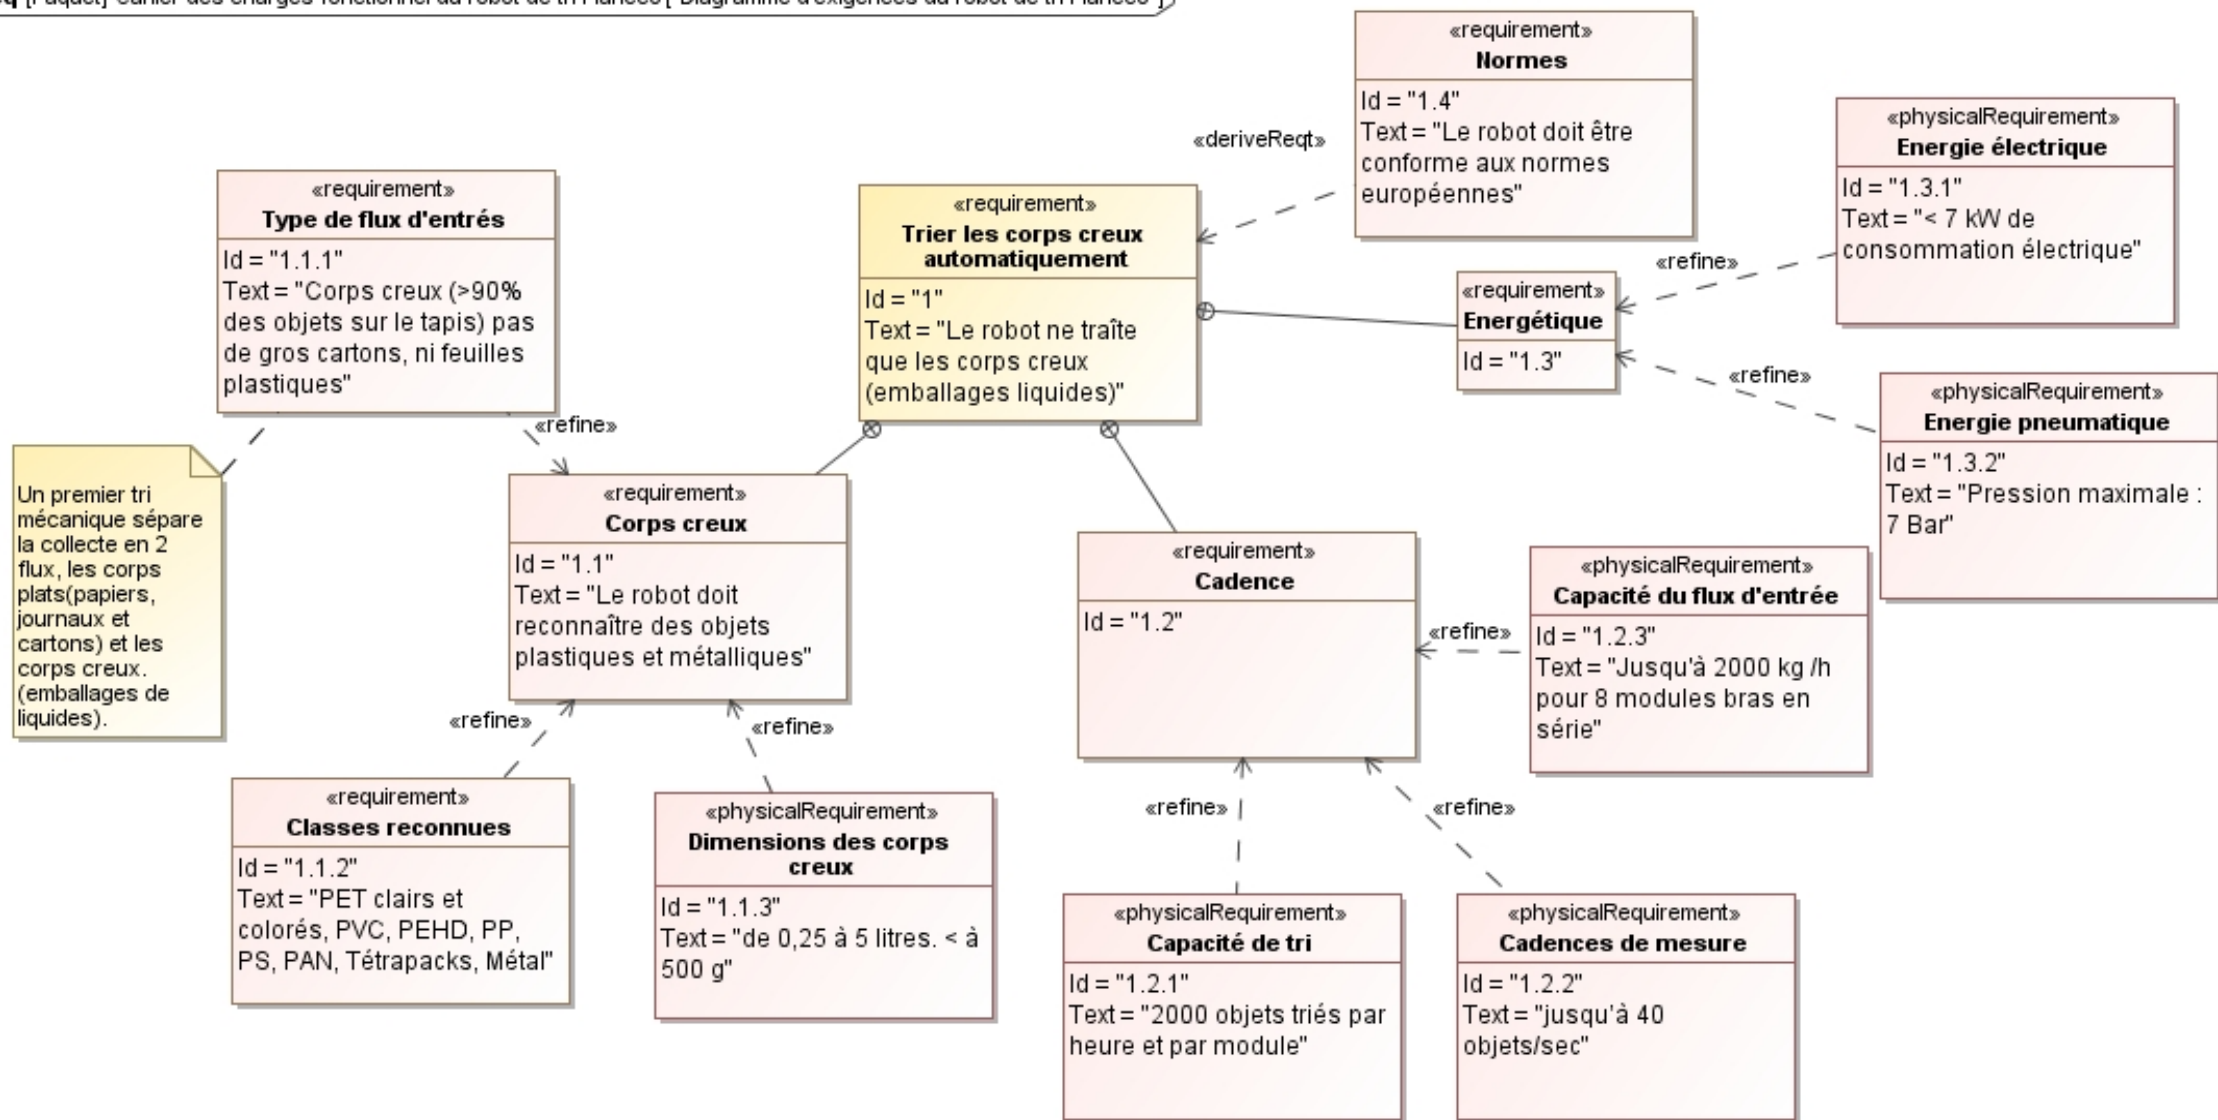 «requirement»
Normes
Id = "1.4"
Text = "Le robot doit être
conforme aux normes
européennes"
«deriveReqt»
«physicalRequirement»
Energie électrique
Id = "1.3.1"
Text = "< 7 kW de
consommation électrique"
«requirement»
Type de flux d'entrés
Id = "1.1.1"
Text = "Corps creux (>90%
des objets sur le tapis) pas
de gros cartons, ni feuilles
plastiques"
«requirement»
Trier les corps creux
automatiquement
Id = "1"
Text = "Le robot ne traîte
que les corps creux
(emballages liquides)"
«refine»
«requirement»
Energétique
Id = "1.3"
«refine»
«physicalRequirement»
Energie pneumatique
Id = "1.3.2"
Text = "Pression maximale :
7 Bar"
«refine»
Un premier tri
mécanique sépare
la collecte en 2
flux, les corps
plats(papiers,
journaux et
cartons) et les
corps creux.
(emballages de
liquides).
«requirement»
Corps creux
Id = "1.1"
Text = "Le robot doit
reconnaître des objets
plastiques et métalliques"
«requirement»
Cadence
Id = "1.2"
«refine»
«physicalRequirement»
Capacité du flux d'entrée
Id = "1.2.3"
Text = "Jusqu'à 2000 kg /h
pour 8 modules bras en
série"
«refine»
«refine»
«refine»
«refine»
«requirement»
Classes reconnues
Id = "1.1.2"
Text = "PET clairs et
colorés, PVC, PEHD, PP,
PS, PAN, Tétrapacks, Métal"
«physicalRequirement»
Dimensions des corps
creux
Id = "1.1.3"
Text = "de 0,25 à 5 litres. < à
500 g"
«physicalRequirement»
Capacité de tri
Id = "1.2.1"
Text = "2000 objets triés par
heure et par module"
«physicalRequirement»
Cadences de mesure
Id = "1.2.2"
Text = "jusqu'à 40
objets/sec"